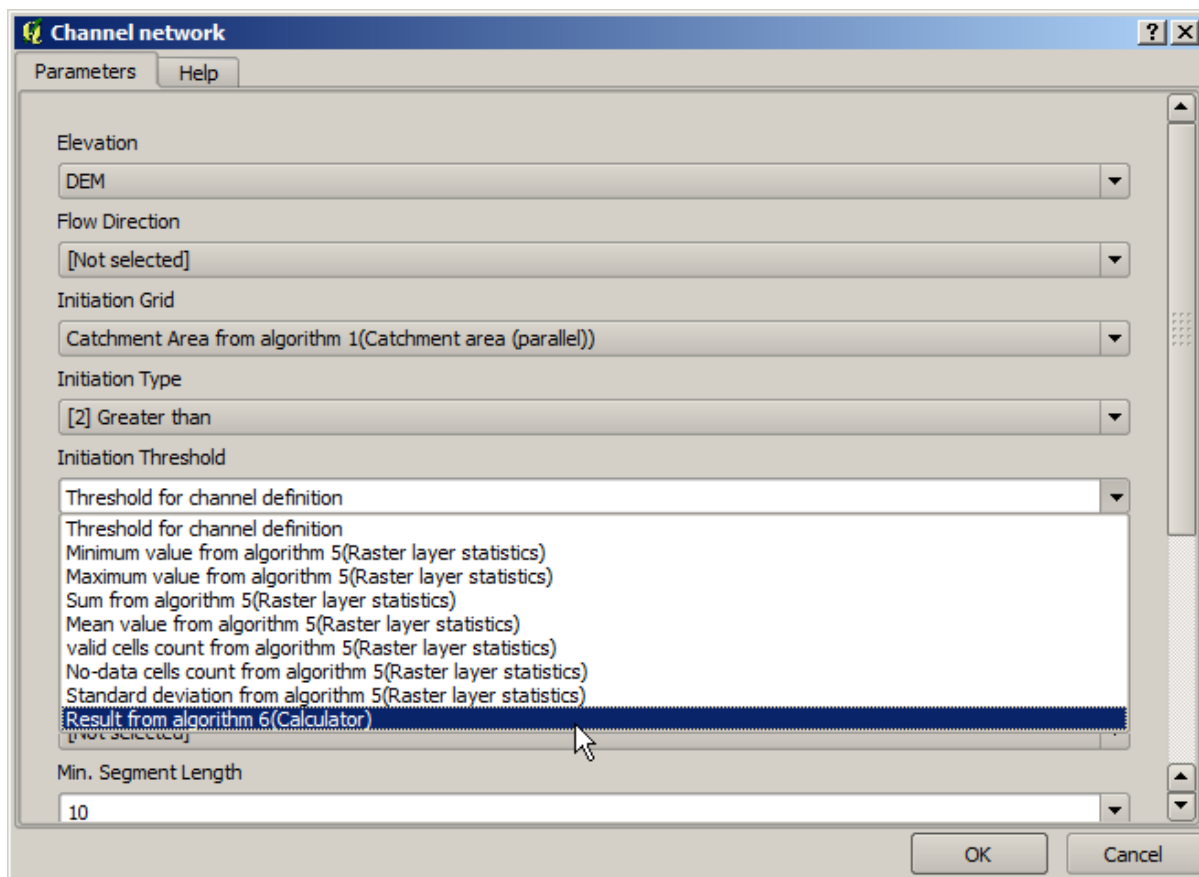 Channel network
Parameters Help
Elevation
DEM
Flow Direction
[Not selected]
Initiation Grid
Catchment Area from algorithm 1(Catchment area (parallel))
Initiation Type
[2] Greater than
Initiation Threshold
Threshold for channel definition
Threshold for channel definition
Minimum value from algorithm 5(Raster layer statistics)
Maximum value from algorithm 5(Raster layer statistics)
Sum from algorithm 5(Raster layer statistics)
Mean value from algorithm 5(Raster layer statistics)
valid cells count from algorithm 5(Raster layer statistics)
No-data cells count from algorithm 5(Raster layer statistics)
Standard deviation from algorithm 5(Raster layer statistics)
Result from algorithm 6(Calculator)
[Not selected]
Min. Segment Length
10
OK Cancel